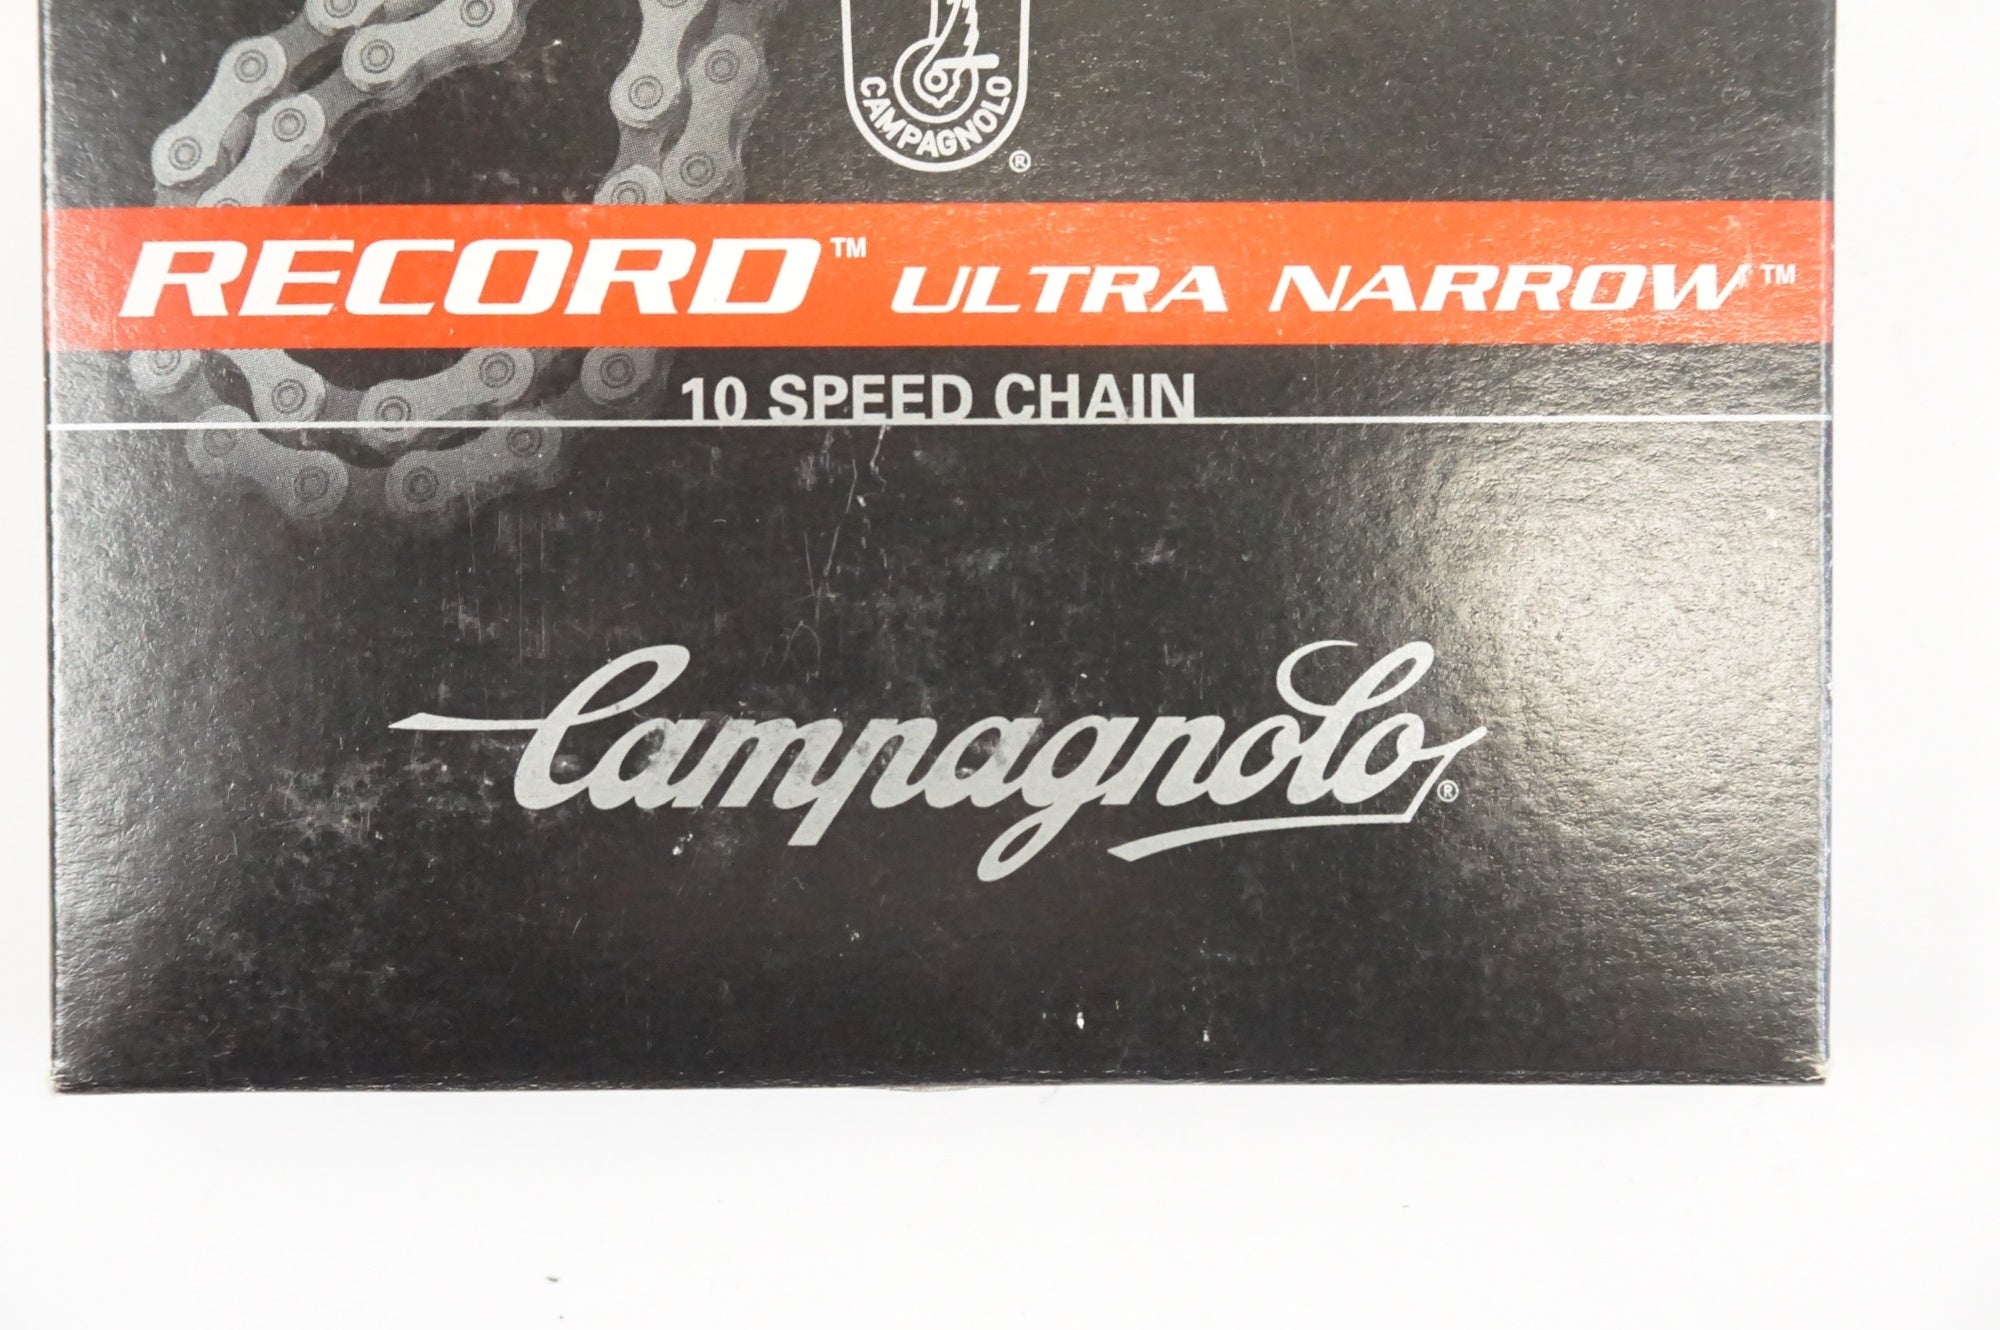 CAMPAGNOLO ®
RECORD™ ULTRA NARROW™
10 SPEED CHAIN
Campagnolo ®